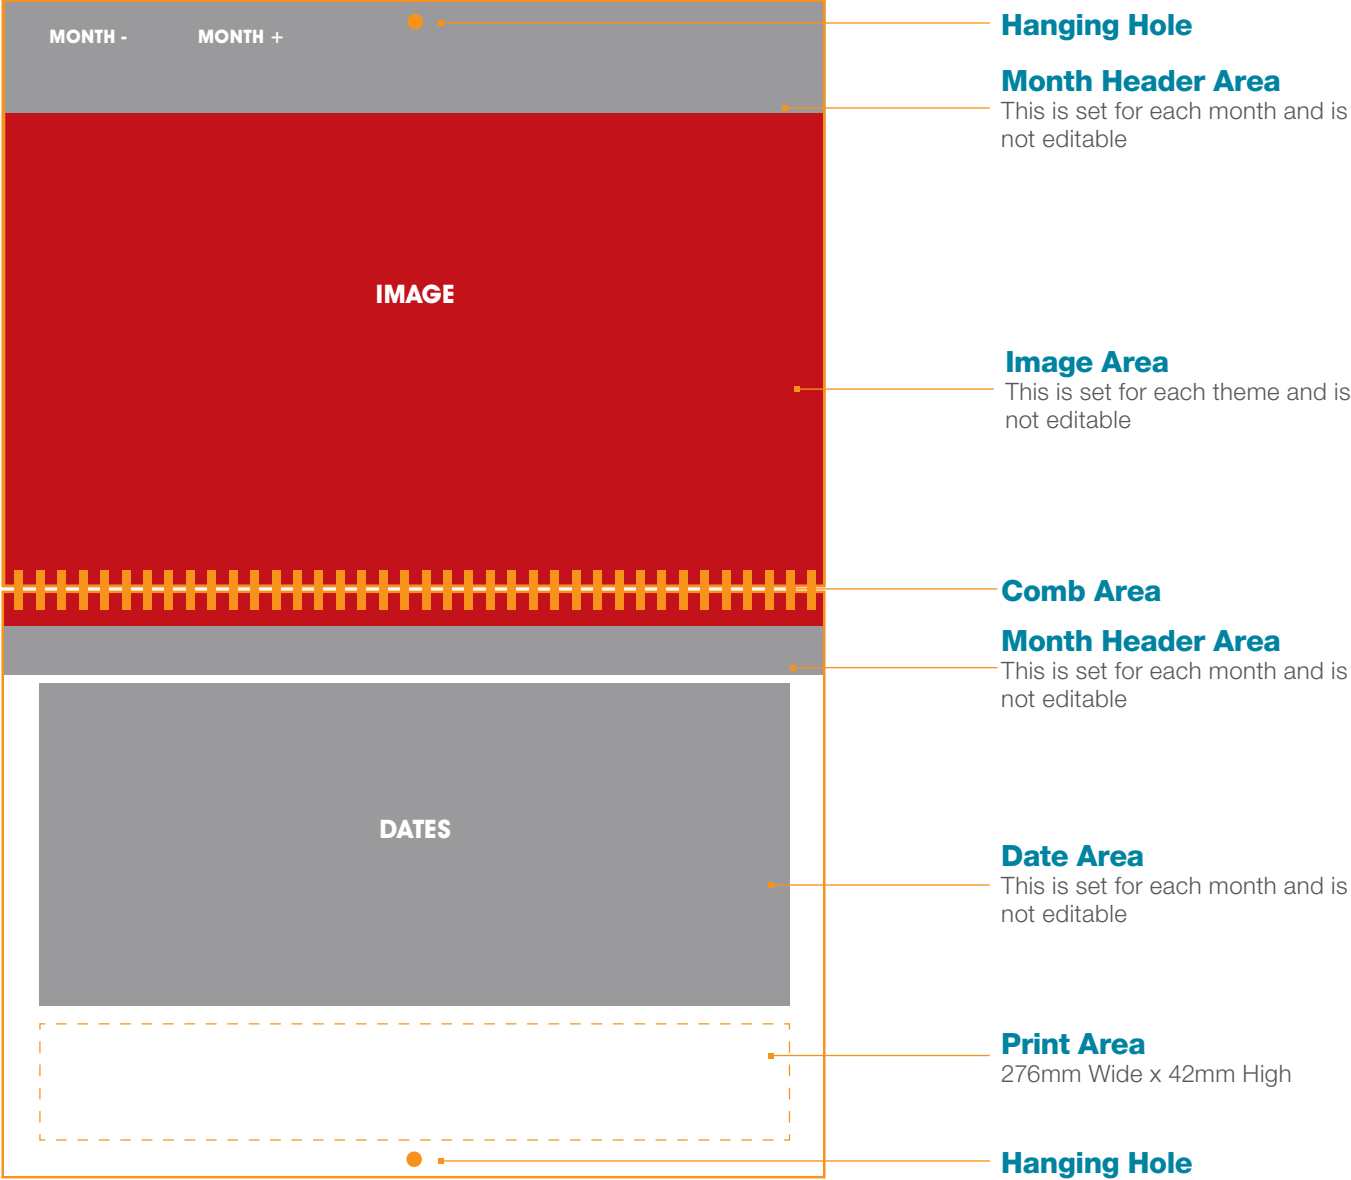 MONTH - MONTH +
Hanging Hole
Month Header Area
This is set for each month and is
not editable
IMAGE
Image Area
This is set for each theme and is
not editable
Comb Area
Month Header Area
This is set for each month and is
not editable
DATES
Date Area
This is set for each month and is
not editable
Print Area
276mm Wide x 42mm High
Hanging Hole